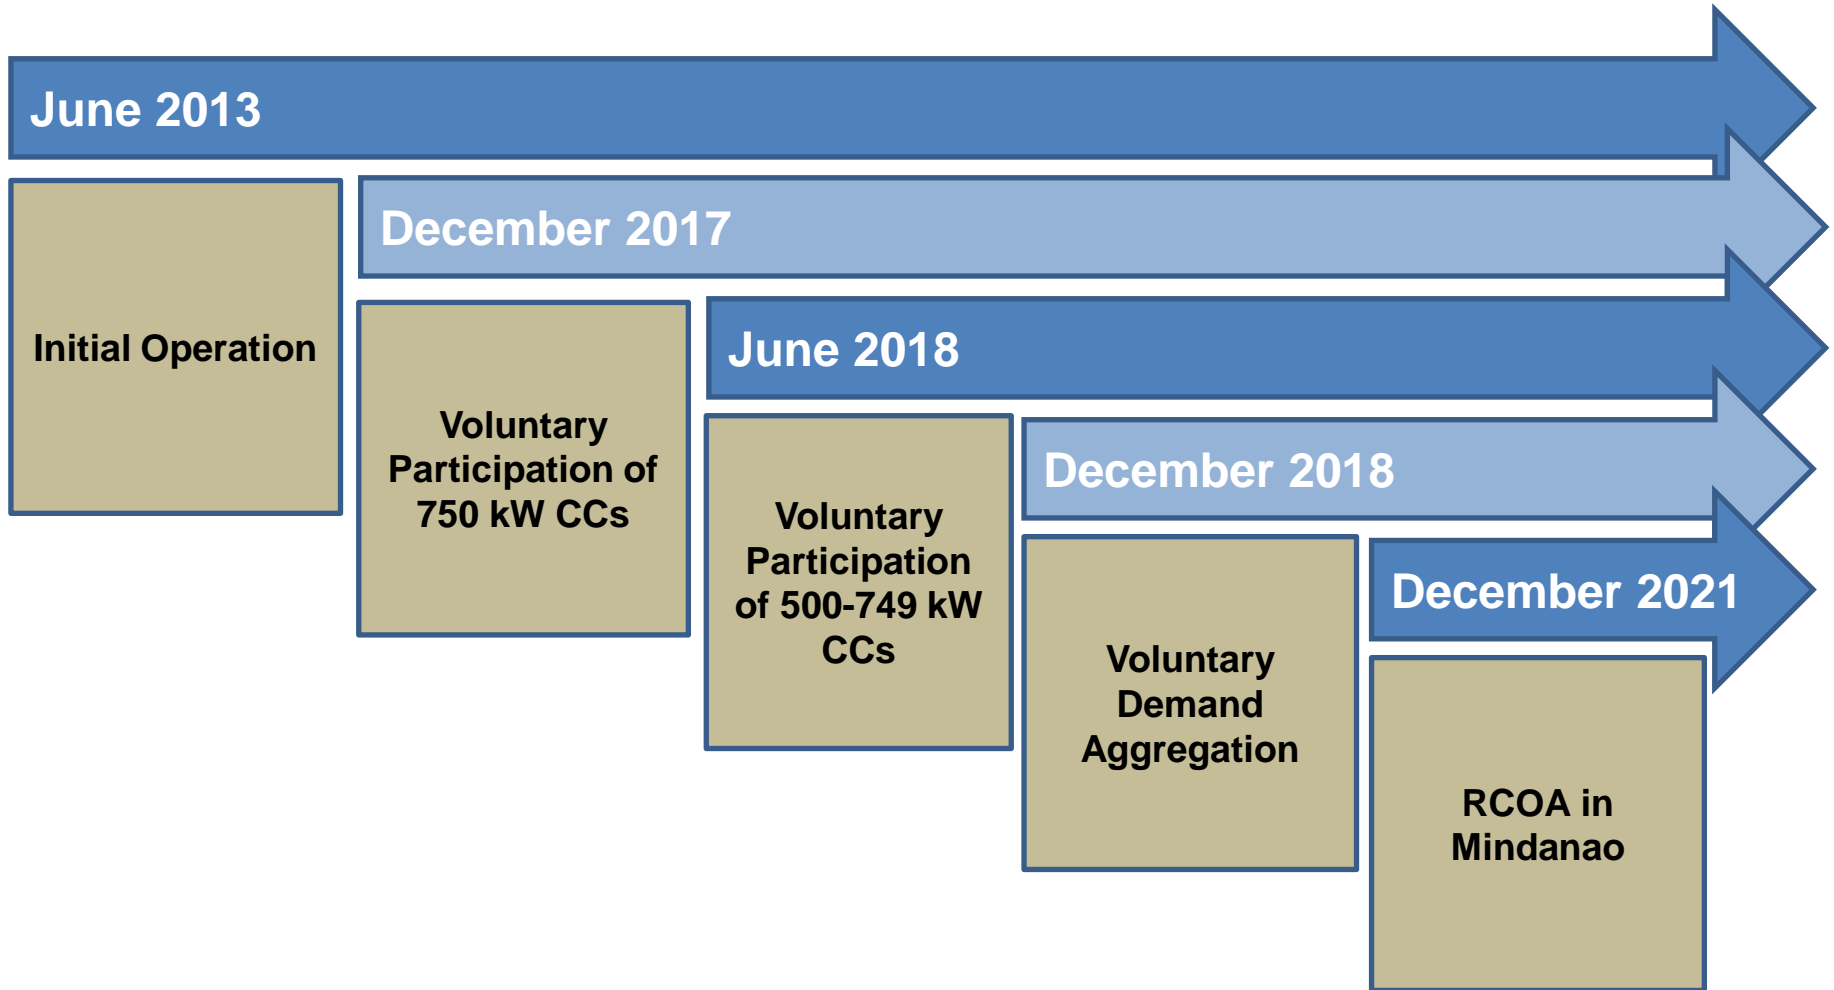 June 2013
Initial Operation
December 2017
Voluntary
Participation of
750 kW CCs
June 2018
Voluntary
Participation
of 500-749 kW
CCs
December 2018
Voluntary
Demand
Aggregation
December 2021
RCOA in
Mindanao